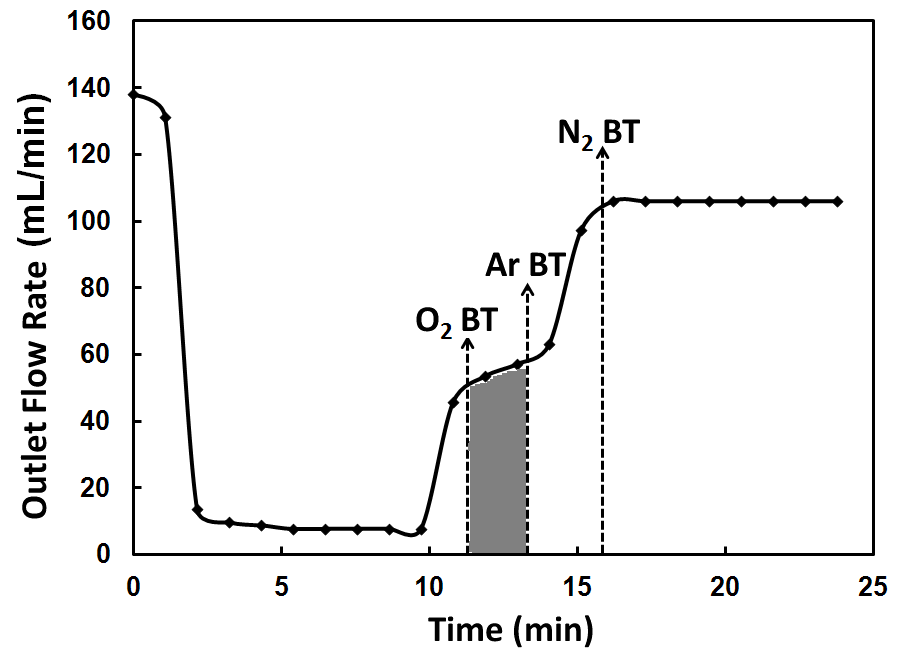 160
140
120
100
80
60
40
20
0
Outlet Flow Rate (mL/min)
N₂ BT
Ar BT
O₂ BT
0 5 10 15 20 25
Time (min)